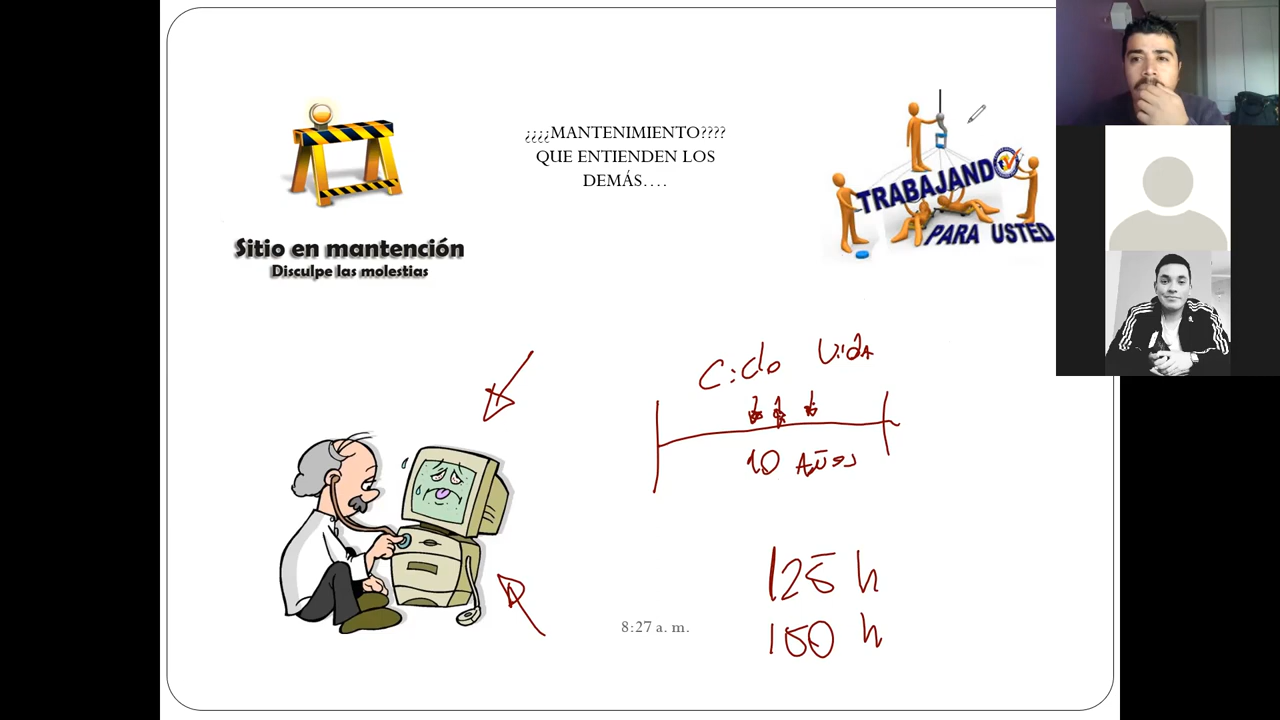 ¿¿¿¿MANTENIMIENTO????
QUE ENTIENDEN LOS
DEMÁS….
Sitio en mantención
Disculpe las molestias
TRABAJANDO
PARA USTED
Ciclo Vida
10 Años
125 h
150 h
8:27 a. m.